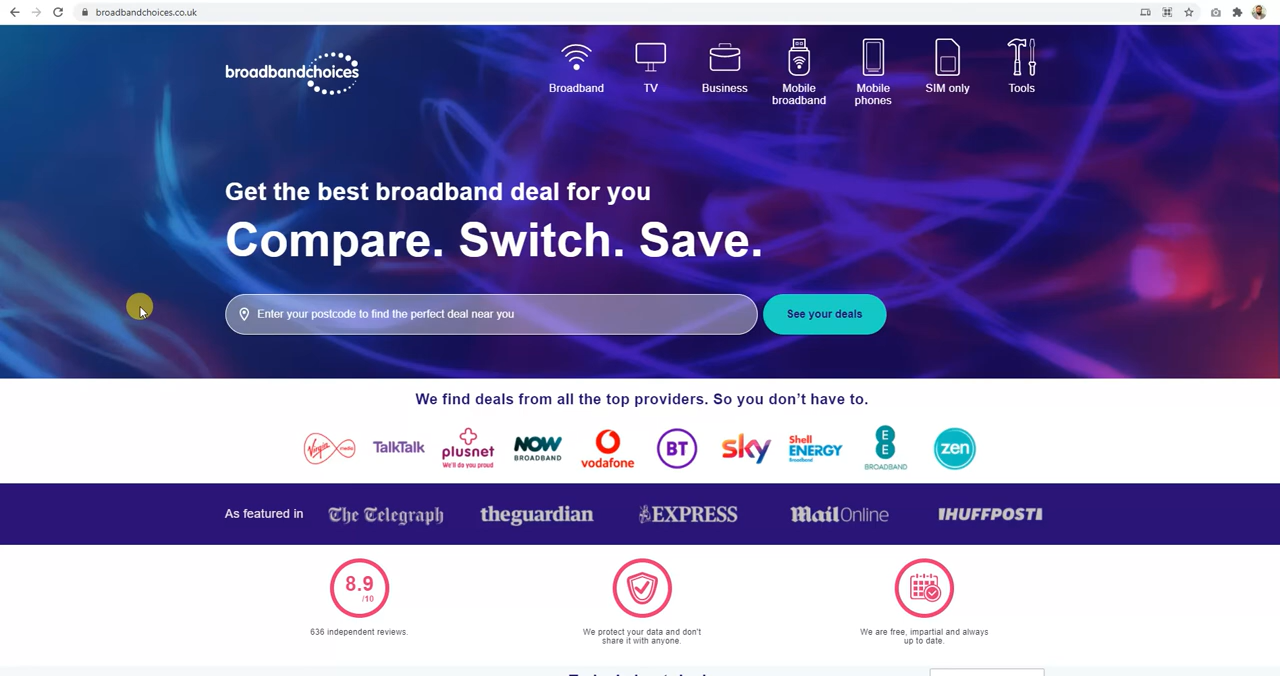 broadbandchoices.co.uk
broadbandchoices
Broadband
TV
Business
Mobile
broadband
Mobile
phones
SIM only
Tools
Get the best broadband deal for you
Compare. Switch. Save.
Enter your postcode to find the perfect deal near you
See your deals
We find deals from all the top providers. So you don’t have to.
Virgin media
TalkTalk
plusnet
We'll do you proud
NOW
BROADBAND
vodafone
BT
sky
Shell
ENERGY
Broadband
EE
BROADBAND
zen
As featured in
The Telegraph
theguardian
EXPRESS
MailOnline
HUFFPOST
8.9
/10
636 independent reviews.
We protect your data and don't
share it with anyone.
We are free, impartial and always
up to date.